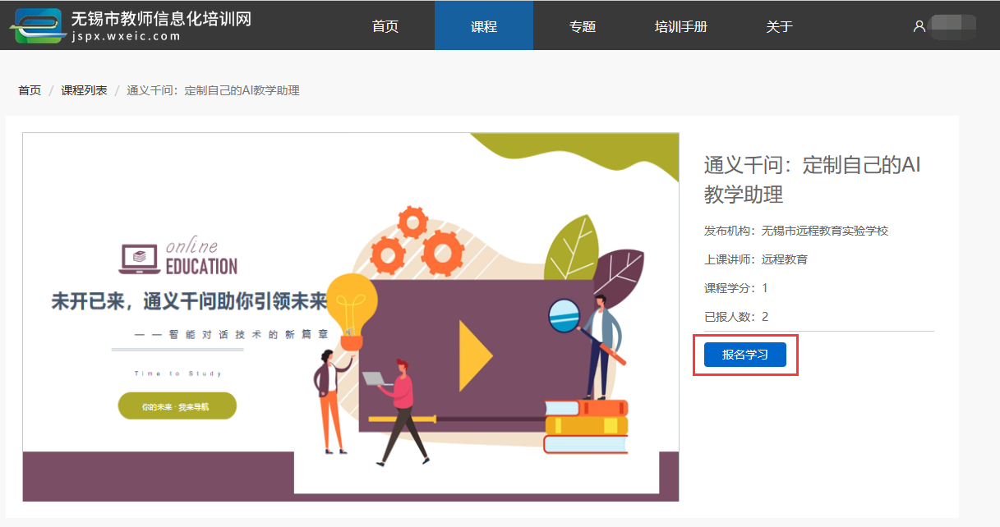 无锡市教师信息化培训网
jspx.wxeic.com
首页
课程
专题
培训手册
关于
首页 / 课程列表 / 通义千问：定制自己的AI教学助理
online
EDUCATION
未开已来，通义千问助你引领未来
——智能对话技术的新篇章
Time to Study
你的未来 · 我来导航
通义千问：定制自己的AI
教学助理
发布机构：无锡市远程教育实验学校
上课讲师：远程教育
课程学分：1
已报人数：2
报名学习